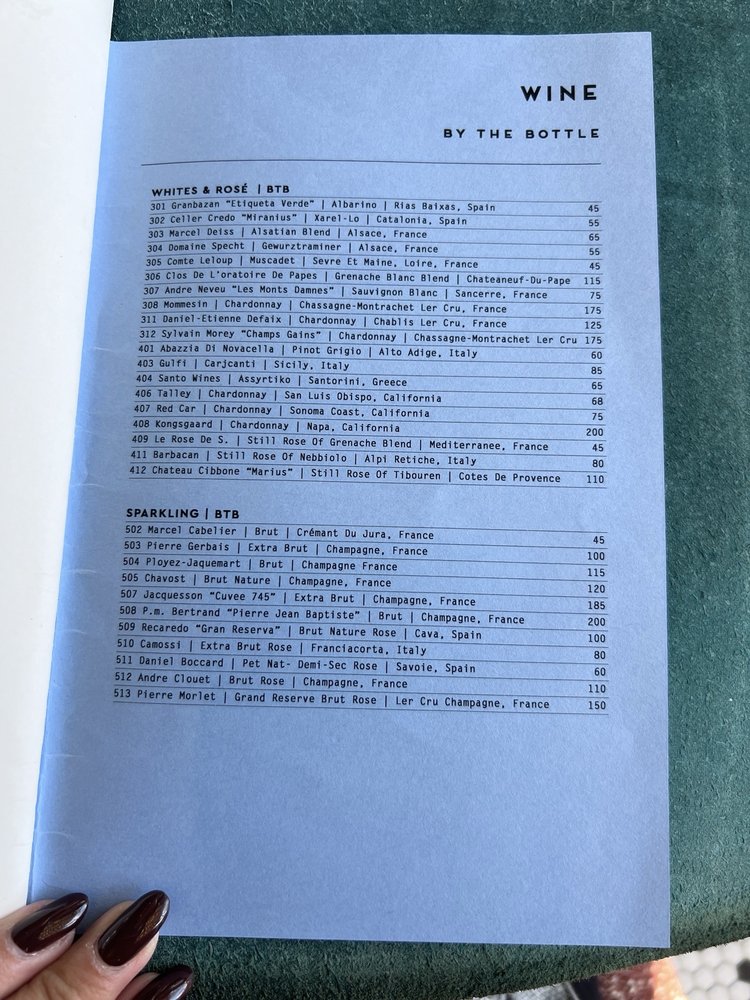 WINE
BY THE BOTTLE
WHITES & ROSÉ | BTB
301 Granbazan "Etiqueta Verde" | Albarino | Rias Baixas, Spain 45
302 Celler Credo "Miranius" | Xarel-Lo | Catalonia, Spain 55
303 Marcel Deiss | Alsatian Blend | Alsace, France 65
304 Domaine Specht | Gewurztraminer | Alsace, France 55
305 Comte Leloup | Muscadet | Sevre Et Maine, Loire, France 45
306 Clos De L'oratoire De Papes | Grenache Blanc Blend | Chateaneuf-Du-Pape 115
307 Andre Neveu "Les Monts Damnes" | Sauvignon Blanc | Sancerre, France 75
308 Mommesin | Chardonnay | Chassagne-Montrachet Ler Cru, France 175
311 Daniel-Etienne Defaix | Chardonnay | Chablis Ler Cru, France 125
312 Sylvain Morey "Champs Gains" | Chardonnay | Chassagne-Montrachet Ler Cru 175
401 Abazzia Di Novacella | Pinot Grigio | Alto Adige, Italy 60
403 Gulfi | Carjcanti | Sicily, Italy 85
404 Santo Wines | Assyrtiko | Santorini, Greece 65
406 Talley | Chardonnay | San Luis Obispo, California 68
407 Red Car | Chardonnay | Sonoma Coast, California 75
408 Kongsgaard | Chardonnay | Napa, California 200
409 Le Rose De S. | Still Rose Of Grenache Blend | Mediterranee, France 45
411 Barbacan | Still Rose Of Nebbiolo | Alpi Retiche, Italy 80
412 Chateau Cibbone "Marius" | Still Rose Of Tibouren | Cotes De Provence 110
SPARKLING | BTB
502 Marcel Cabelier | Brut | Crémant Du Jura, France 45
503 Pierre Gerbais | Extra Brut | Champagne, France 100
504 Ployez-Jaquemart | Brut | Champagne France 115
505 Chavost | Brut Nature | Champagne, France 120
507 Jacquesson "Cuvee 745" | Extra Brut | Champagne, France 185
508 P.m. Bertrand "Pierre Jean Baptiste" | Brut | Champagne, France 200
509 Recaredo "Gran Reserva" | Brut Nature Rose | Cava, Spain 100
510 Camossi | Extra Brut Rose | Franciacorta, Italy 80
511 Daniel Boccard | Pet Nat- Demi-Sec Rose | Savoie, Spain 60
512 Andre Clouet | Brut Rose | Champagne, France 110
513 Pierre Morlet | Grand Reserve Brut Rose | Ler Cru Champagne, France 150